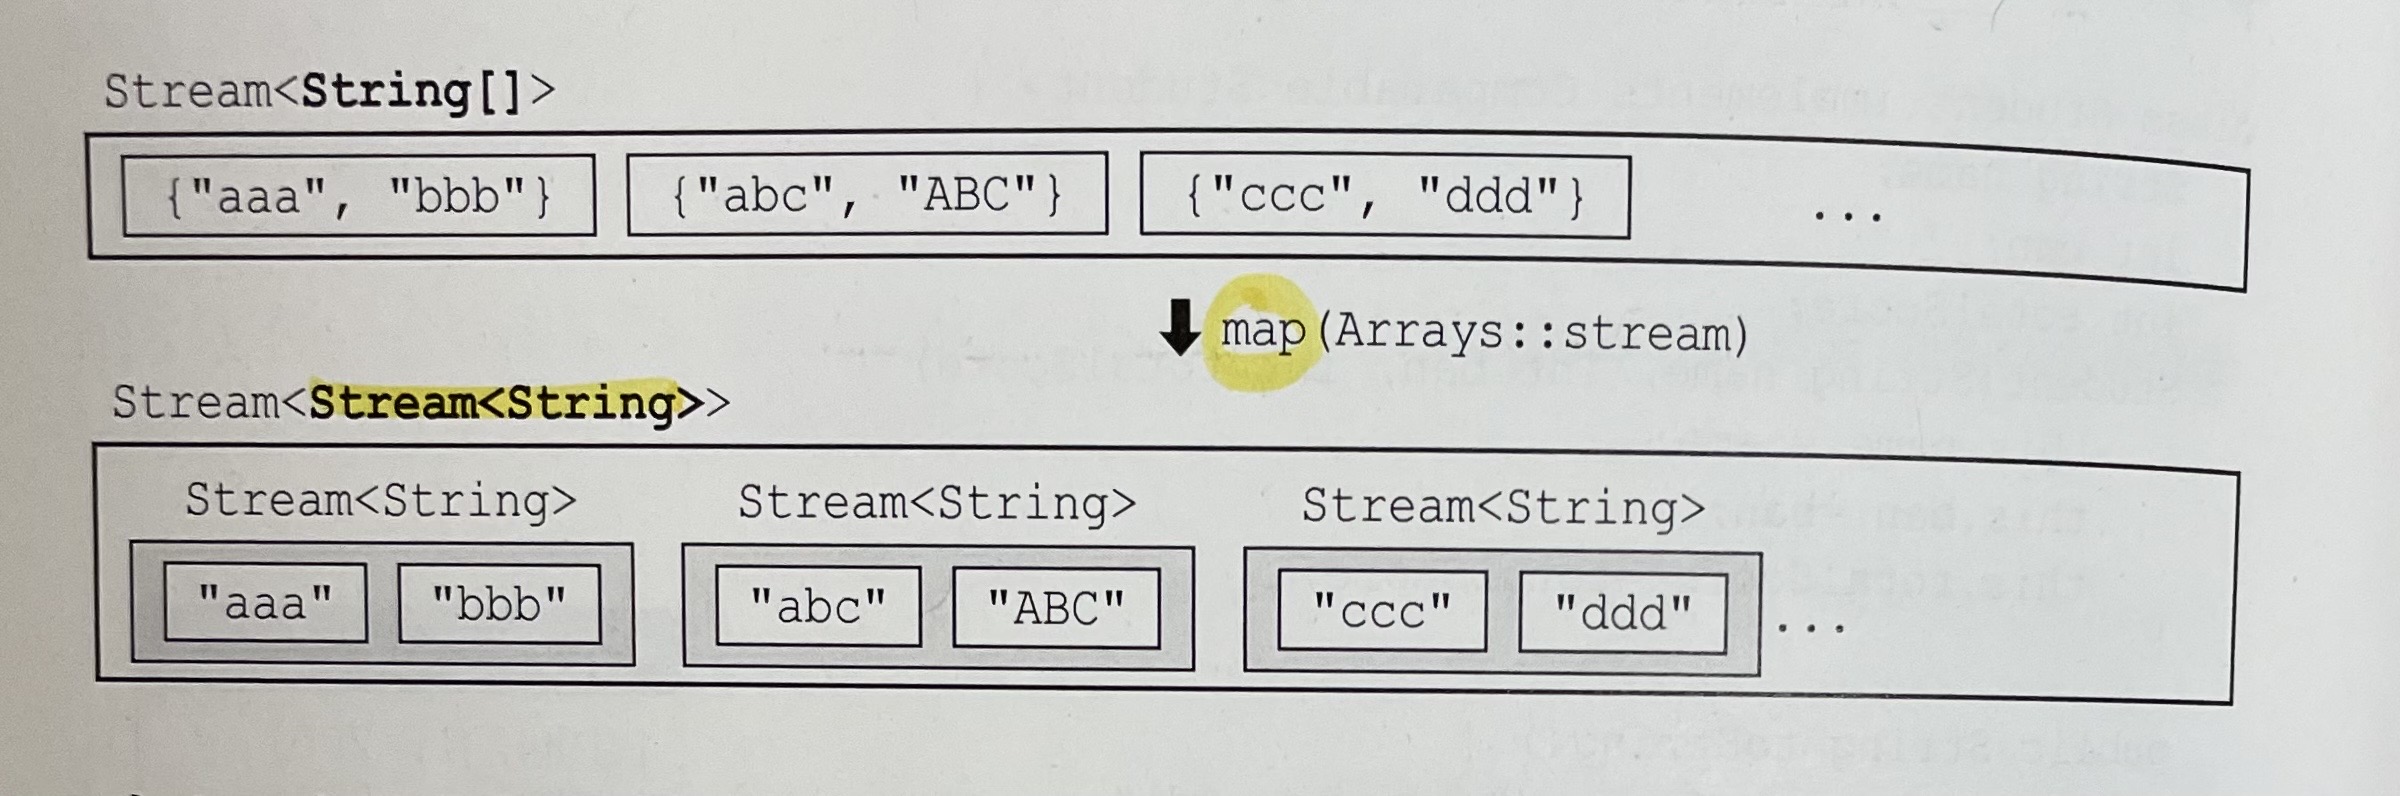 Stream<String[]>
{"aaa", "bbb"} {"abc", "ABC"} {"ccc", "ddd"} ...
map(Arrays::stream)
Stream<Stream<String>>
Stream<String> Stream<String> Stream<String>
"aaa" "bbb" "abc" "ABC" "ccc" "ddd" ...